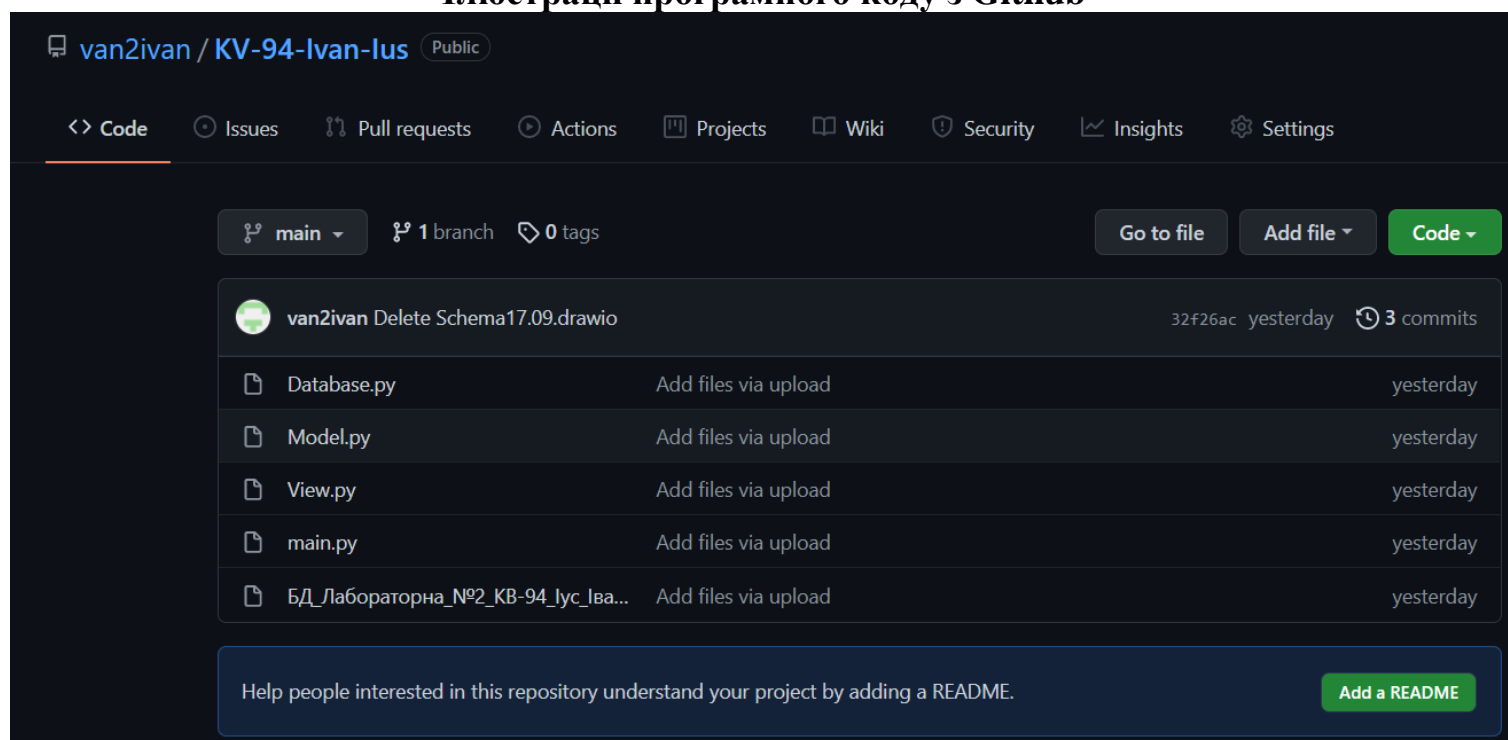 Ілюстрації програмного коду з Github
van2ivan / KV-94-Ivan-Ius Public
Code Issues Pull requests Actions Projects Wiki Security Insights Settings
main 1 branch 0 tags Go to file Add file Code
van2ivan Delete Schema17.09.drawio 32f26ac yesterday 3 commits
Database.py Add files via upload yesterday
Model.py Add files via upload yesterday
View.py Add files via upload yesterday
main.py Add files via upload yesterday
БД_Лабораторна_№2_КВ-94_Іус_Іва... Add files via upload yesterday
Help people interested in this repository understand your project by adding a README. Add a README